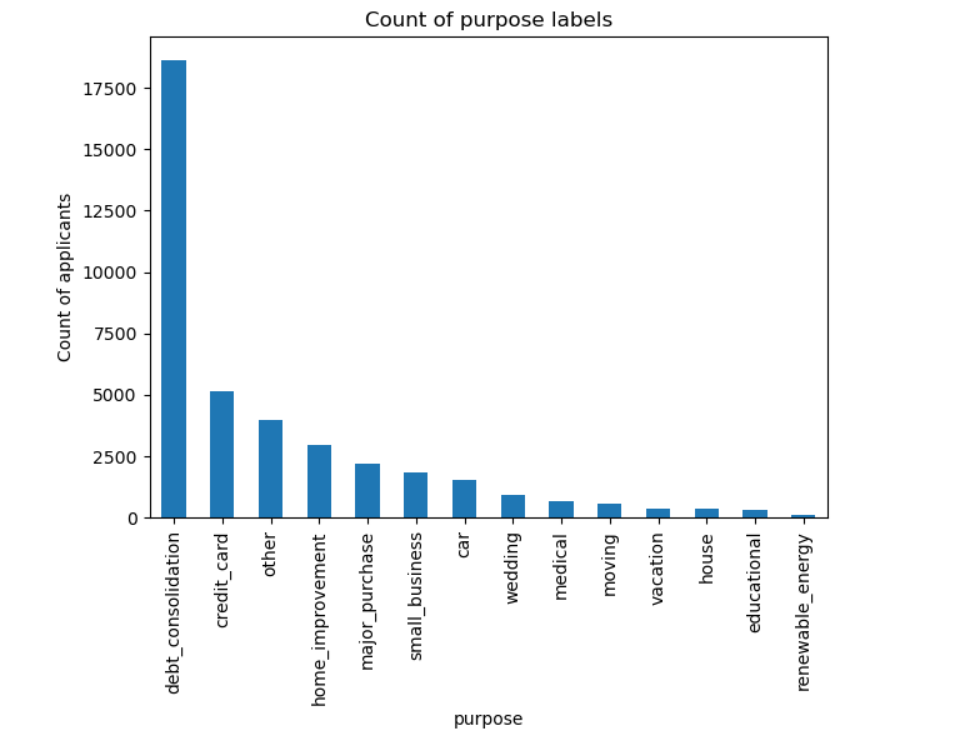 Count of purpose labels
Count of applicants
17500
15000
12500
10000
7500
5000
2500
0
debt_consolidation
credit_card
other
home_improvement
major_purchase
small_business
car
wedding
medical
moving
vacation
house
educational
renewable_energy
purpose